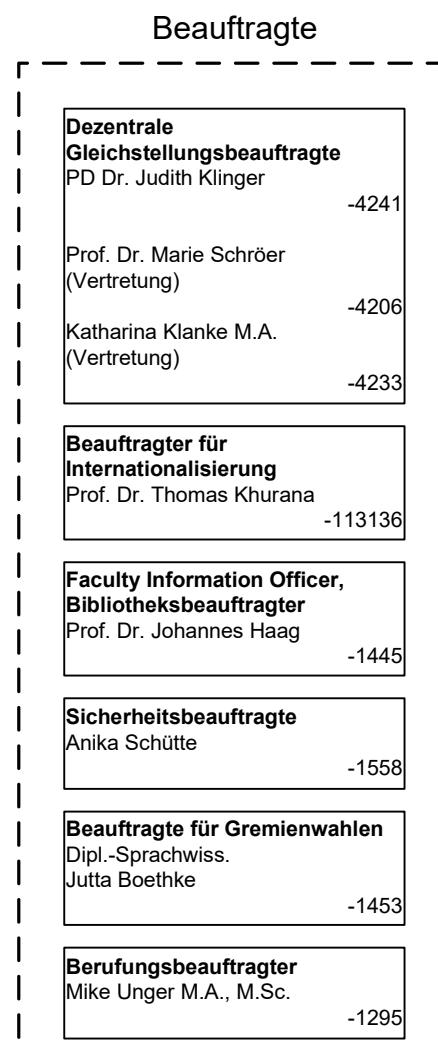 Beauftragte
Dezentrale
Gleichstellungsbeauftragte
PD Dr. Judith Klinger
-4241
Prof. Dr. Marie Schröer
(Vertretung)
-4206
Katharina Klanke M.A.
(Vertretung)
-4233
Beauftragter für
Internationalisierung
Prof. Dr. Thomas Khurana
-113136
Faculty Information Officer,
Bibliotheksbeauftragter
Prof. Dr. Johannes Haag
-1445
Sicherheitsbeauftragte
Anika Schütte
-1558
Beauftragte für Gremienwahlen
Dipl.-Sprachwiss.
Jutta Boethke
-1453
Berufungsbeauftragter
Mike Unger M.A., M.Sc.
-1295